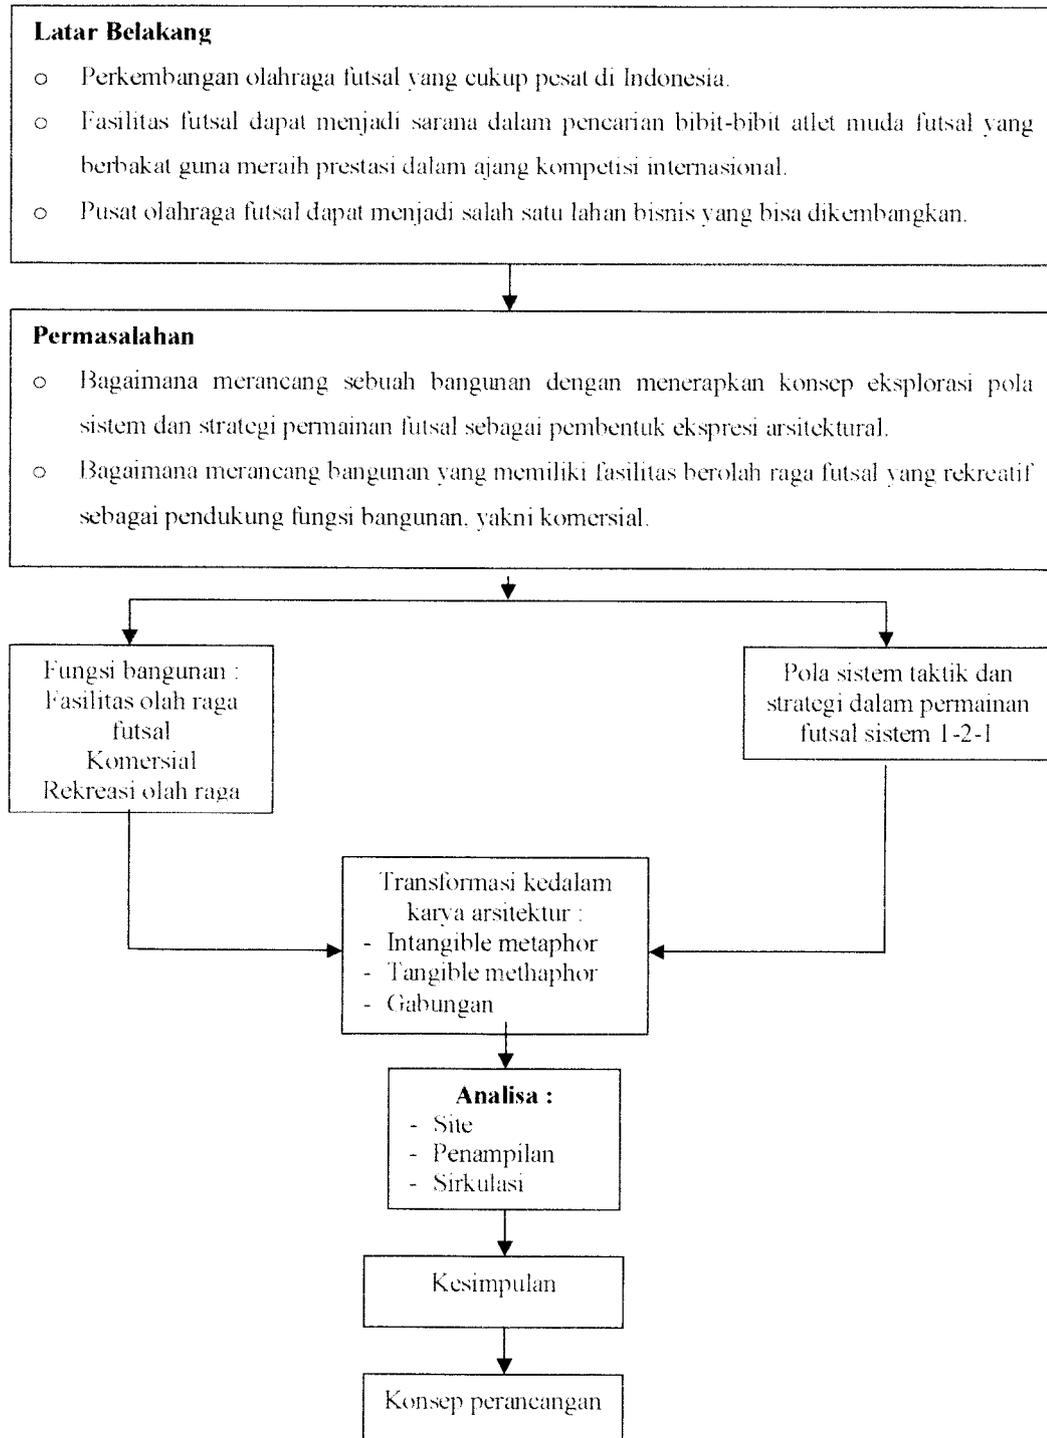 Latar Belakang
o Perkembangan olahraga futsal yang cukup pesat di Indonesia.
o Fasilitas futsal dapat menjadi sarana dalam pencarian bibit-bibit atlet muda futsal yang
berbakat guna meraih prestasi dalam ajang kompetisi internasional.
o Pusat olahraga futsal dapat menjadi salah satu lahan bisnis yang bisa dikembangkan.
Permasalahan
o Bagaimana merancang sebuah bangunan dengan menerapkan konsep eksplorasi pola
sistem dan strategi permainan futsal sebagai pembentuk ekspresi arsitektural.
o Bagaimana merancang bangunan yang memiliki fasilitas berolah raga futsal yang rekreatif
sebagai pendukung fungsi bangunan, yakni komersial.
Fungsi bangunan :
Fasilitas olah raga
futsal
Komersial
Rekreasi olah raga
Pola sistem taktik dan
strategi dalam permainan
futsal sistem 1-2-1
Transformasi kedalam
karya arsitektur :
- Intangible metaphor
- Tangible methaphor
- Gabungan
Analisa :
- Site
- Penampilan
- Sirkulasi
Kesimpulan
Konsep perancangan